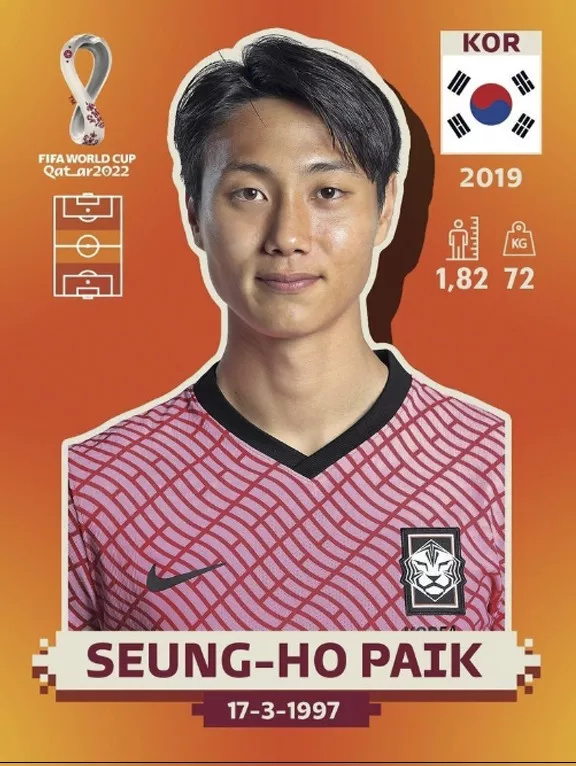 FIFA WORLD CUP
Qatar2022
KOR
2019
KG
1,82 72
SEUNG-HO PAIK
17-3-1997